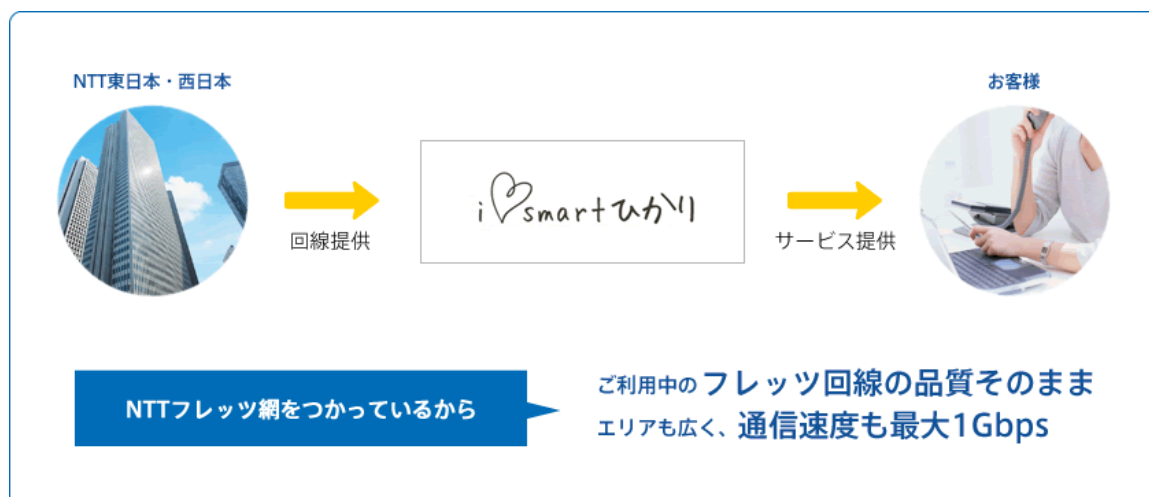 NTT東日本・西日本
お客様
i♡smartひかり
回線提供
サービス提供
NTTフレッツ網をつかっているから
ご利用中のフレッツ回線の品質そのまま
エリアも広く、通信速度も最大1Gbps